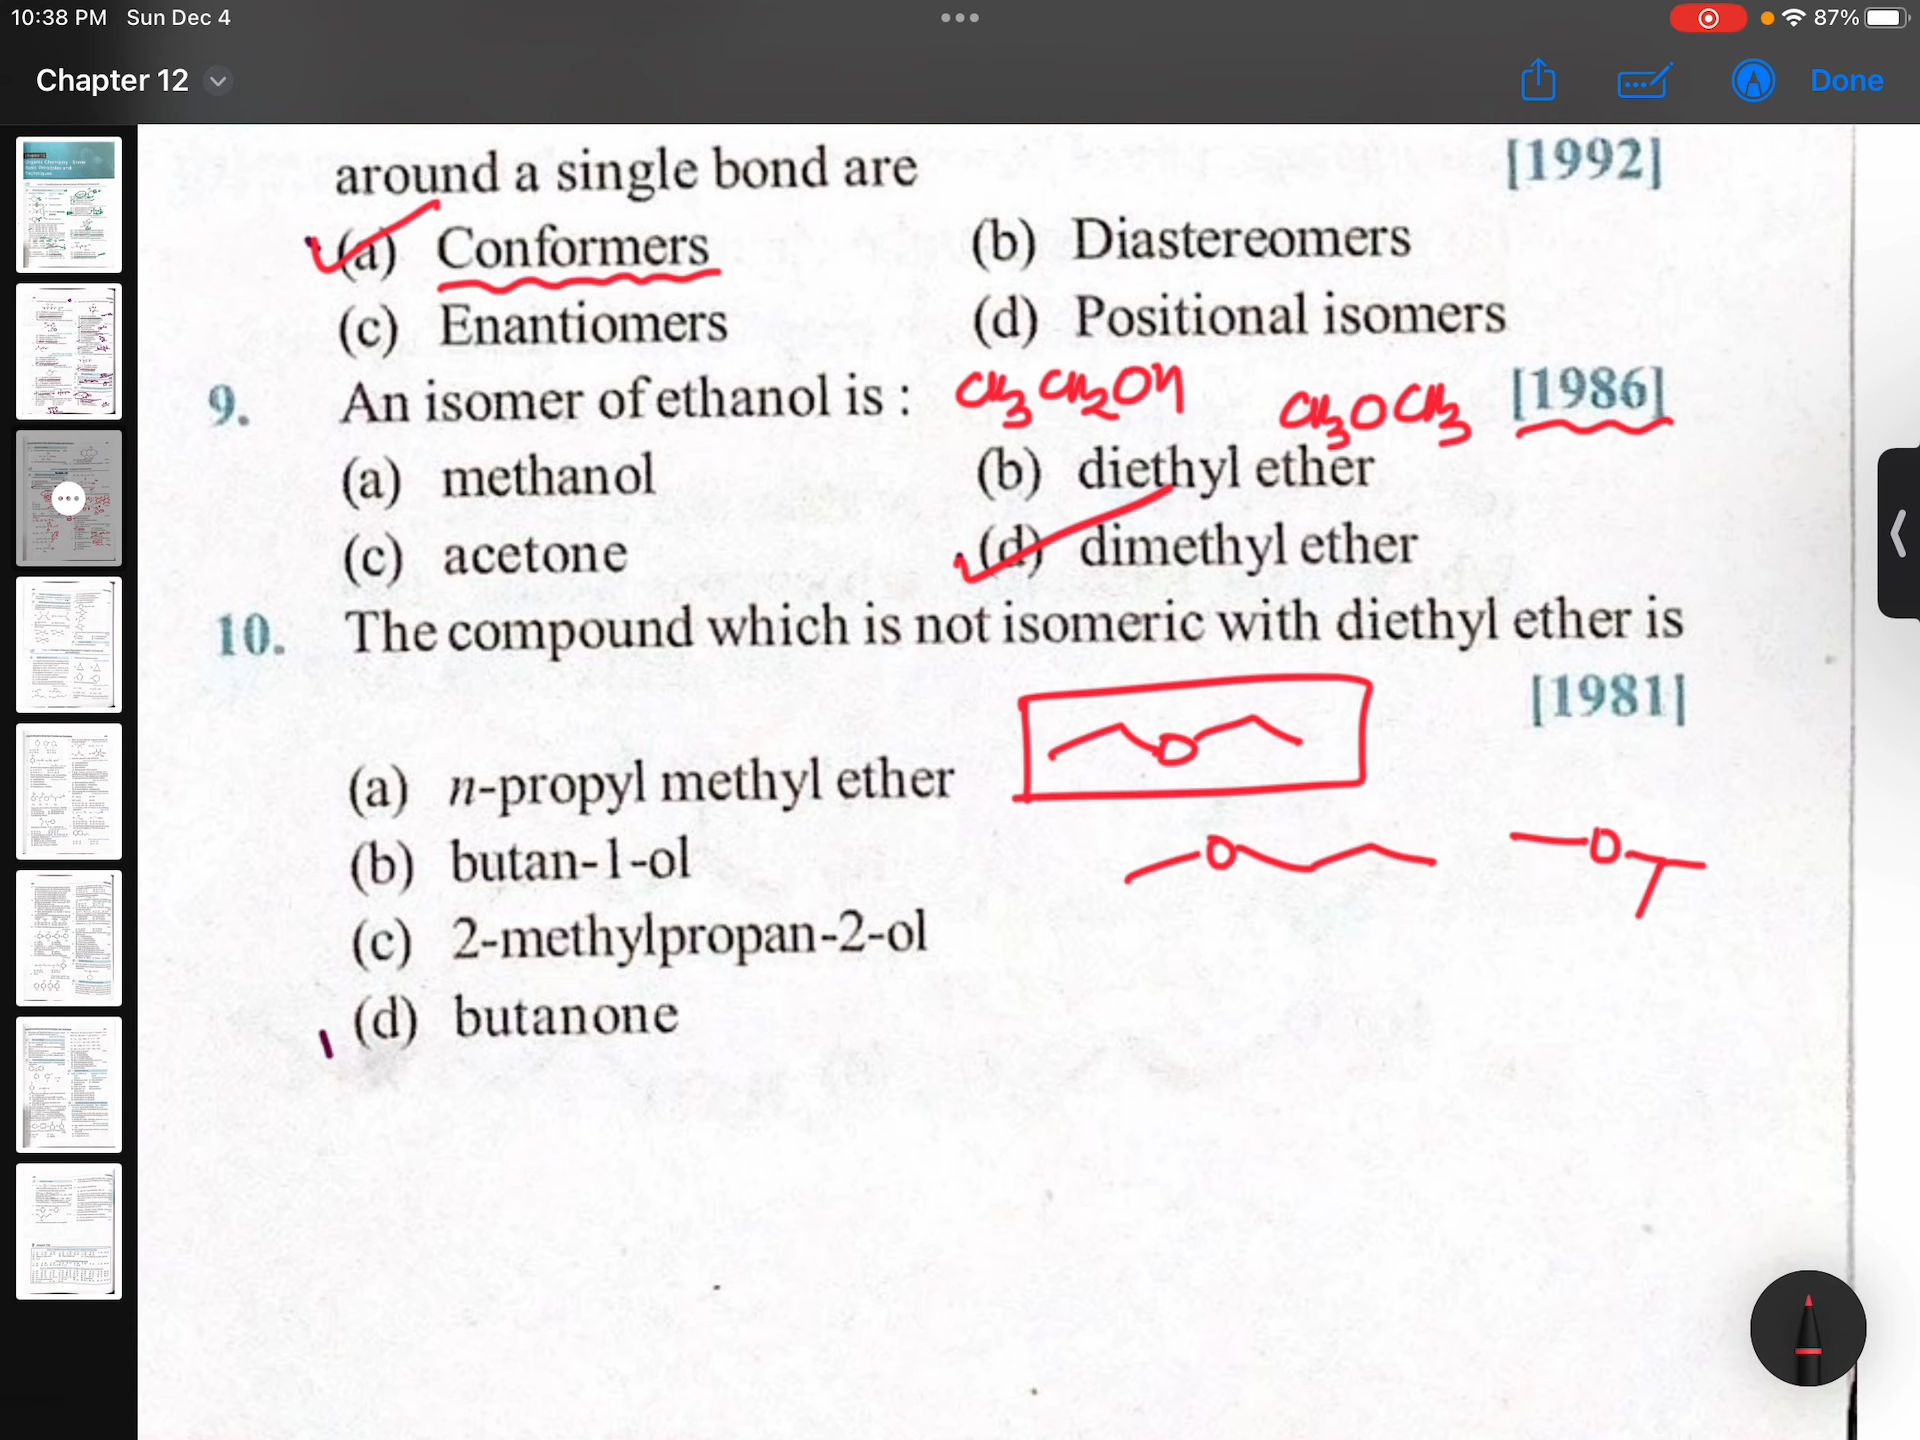 10:38 PM Sun Dec 4
87%
Chapter 12
Done
around a single bond are [1992]
(a) Conformers (b) Diastereomers
(c) Enantiomers (d) Positional isomers
9. An isomer of ethanol is : CH3CH2OH CH3OCH3 [1986]
(a) methanol (b) diethyl ether
(c) acetone (d) dimethyl ether
10. The compound which is not isomeric with diethyl ether is
[1981]
O
(a) n-propyl methyl ether
O O
(b) butan-1-ol
(c) 2-methylpropan-2-ol
(d) butanone